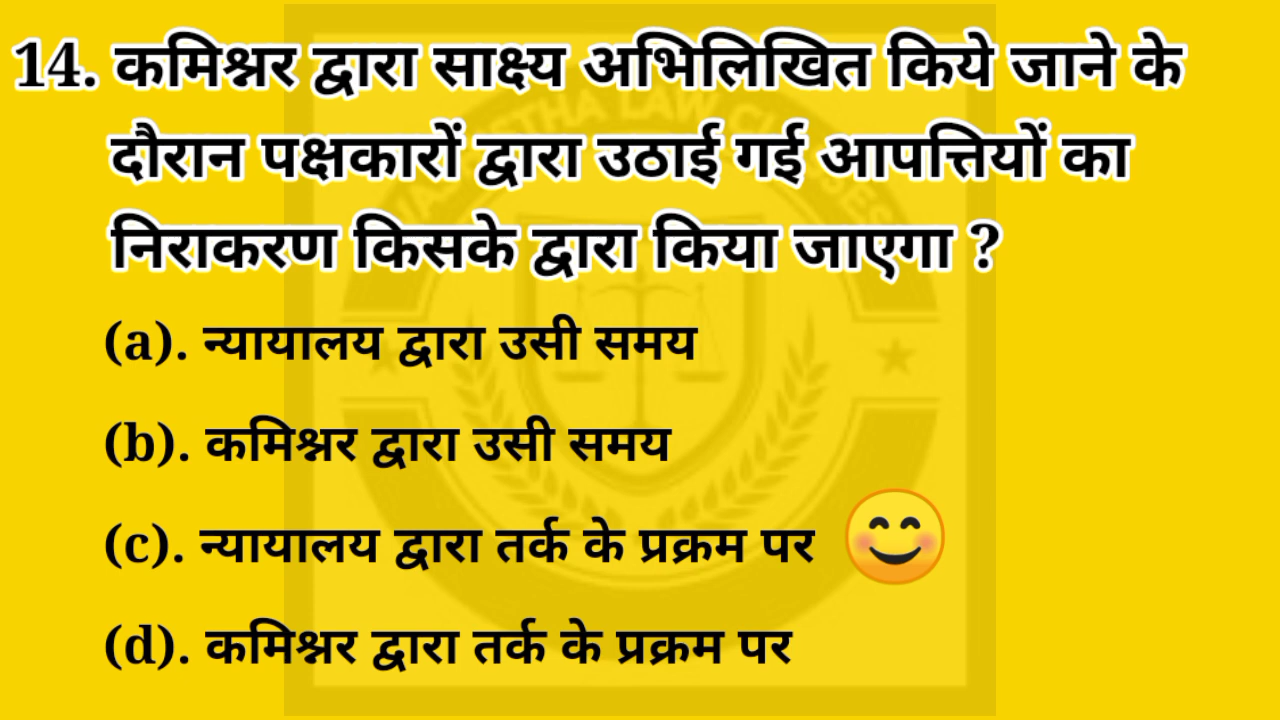 14. कमिश्नर द्वारा साक्ष्य अभिलिखित किये जाने के
दौरान पक्षकारों द्वारा उठाई गई आपत्तियों का
निराकरण किसके द्वारा किया जाएगा ?
(a). न्यायालय द्वारा उसी समय
(b). कमिश्नर द्वारा उसी समय
(c). न्यायालय द्वारा तर्क के प्रक्रम पर
(d). कमिश्नर द्वारा तर्क के प्रक्रम पर